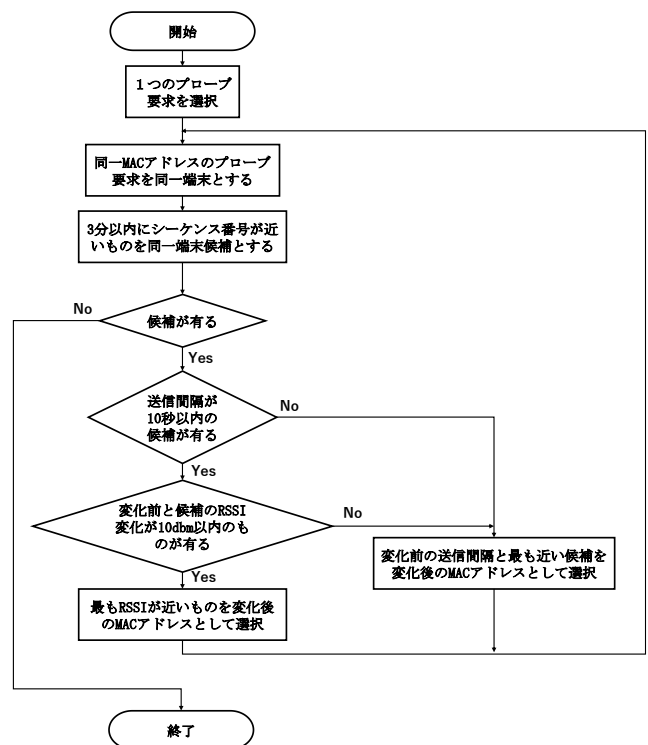 開始
1つのプローブ
要求を選択
同一MACアドレスのプローブ
要求を同一端末とする
3分以内にシーケンス番号が近
いものを同一端末候補とする
No
候補が有る
Yes
送信間隔が
10秒以内の
候補が有る
No
Yes
変化前と候補のRSSI
変化が10dbm以内のも
のが有る
No
変化前の送信間隔と最も近い候補を
変化後のMACアドレスとして選択
Yes
最もRSSIが近いものを変化後
のMACアドレスとして選択
終了